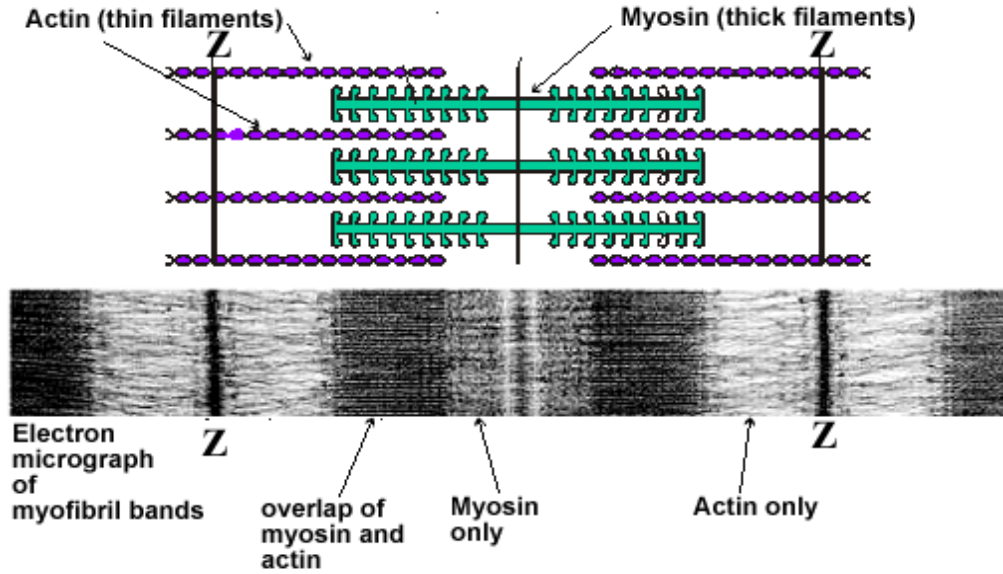 Actin (thin filaments)
Myosin (thick filaments)
Z
Z
Electron
micrograph
of
myofibril bands
Z
overlap of
myosin and
actin
Myosin
only
Actin only
Z